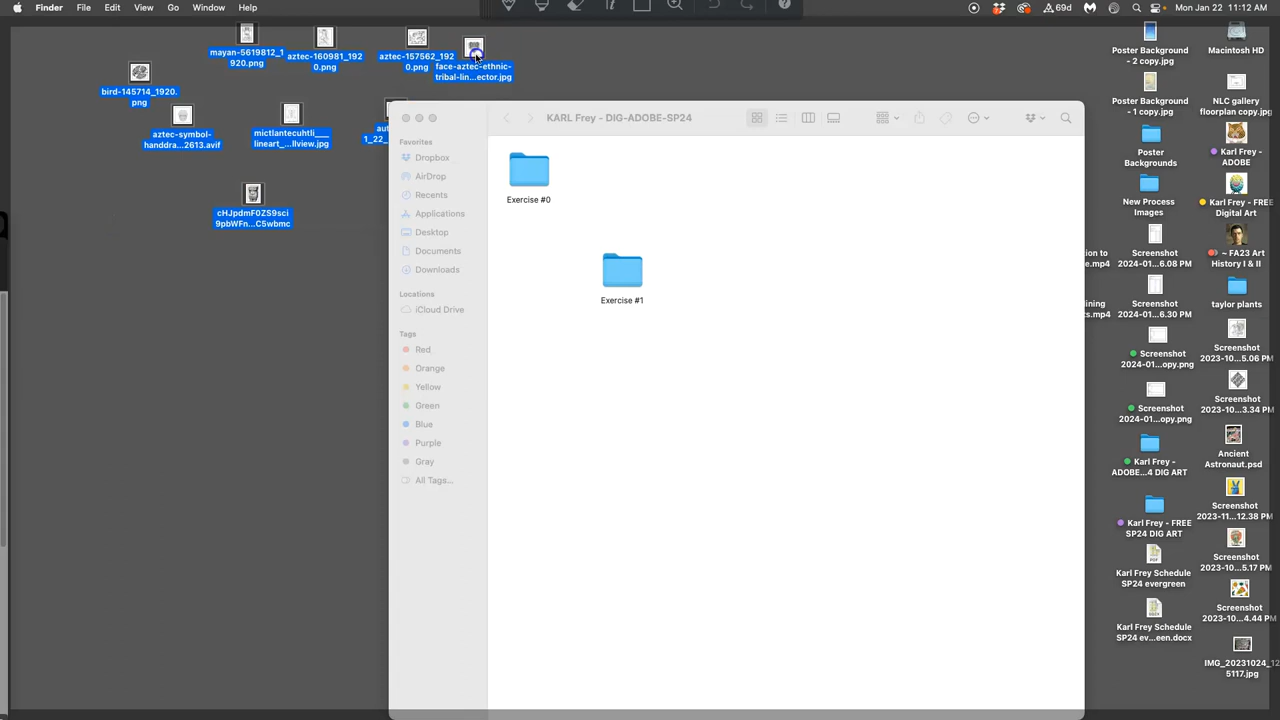 Finder File Edit View Go Window Help
69d
Mon Jan 22 11:12 AM
mayan-5619812_1
920.png
aztec-160981_192
0.png
aztec-157562_192
0.png
face-aztec-ethnic-
tribal-lin...ector.jpg
bird-145714_1920.
png
aztec-symbol-
handdra...2613.avif
mictlantecuhtli___
lineart_...llview.jpg
aut
1_22_
cHJpdmF0ZS9sci
9pbWFn...C5wbmc
KARL Frey - DIG-ADOBE-SP24
Favorites
Dropbox
AirDrop
Recents
Applications
Desktop
Documents
Downloads
Locations
iCloud Drive
Tags
Red
Orange
Yellow
Green
Blue
Purple
Gray
All Tags...
Exercise #0
Exercise #1
Poster Background
- 2 copy.jpg
Poster Background
- 1 copy.jpg
Poster
Backgrounds
New Process
Images
Screenshot
2024-01...6.08 PM
Screenshot
2024-01...6.30 PM
Screenshot
2024-01...opy.png
Screenshot
2024-01...opy.png
Karl Frey -
ADOBE...4 DIG ART
Karl Frey - FREE
SP24 DIG ART
Karl Frey Schedule
SP24 evergreen
Karl Frey Schedule
SP24 ev...een.docx
ion to
e.mp4
ining
ts.mp4
Macintosh HD
NLC gallery
floorplan copy.jpg
Karl Frey -
ADOBE
Karl Frey - FREE
Digital Art
~ FA23 Art
History I & II
taylor plants
Screenshot
2023-10...5.06 PM
Screenshot
2023-10...3.34 PM
Ancient
Astronaut.psd
Screenshot
2023-11...12.38 PM
Screenshot
2023-10...5.17 PM
Screenshot
2023-10...4.44 PM
IMG_20231024_12
5117.jpg